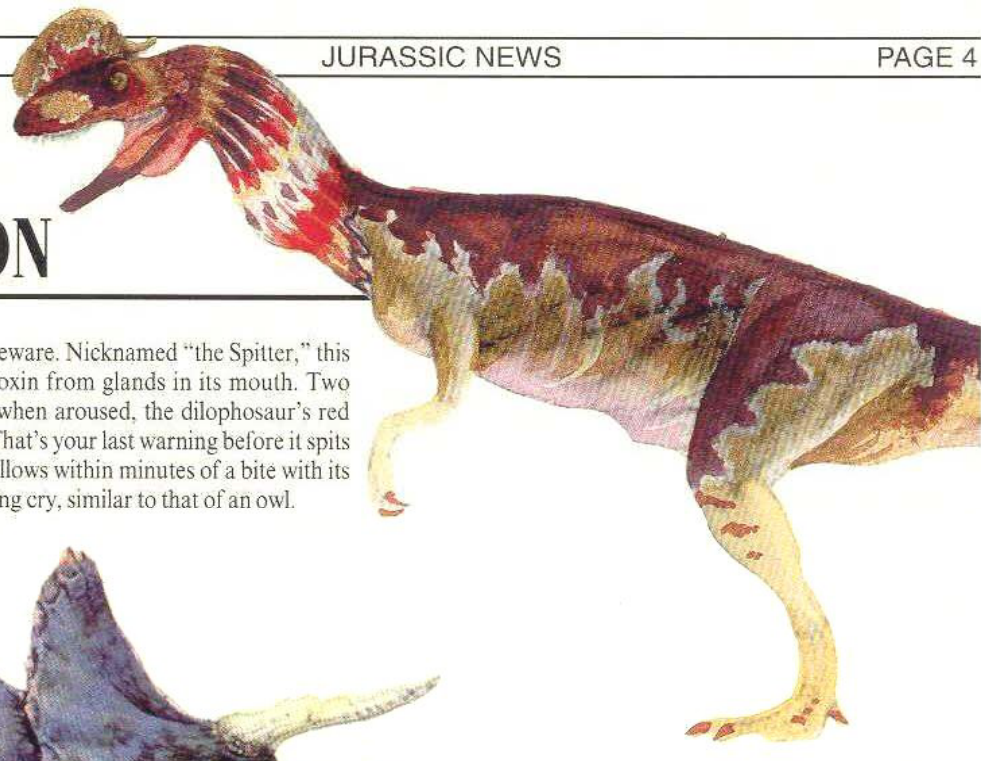 JURASSIC NEWS PAGE 4
ON
eware. Nicknamed “the Spitter,” this
oxin from glands in its mouth. Two
when aroused, the dilophosaur’s red
That’s your last warning before it spits
llows within minutes of a bite with its
ng cry, similar to that of an owl.